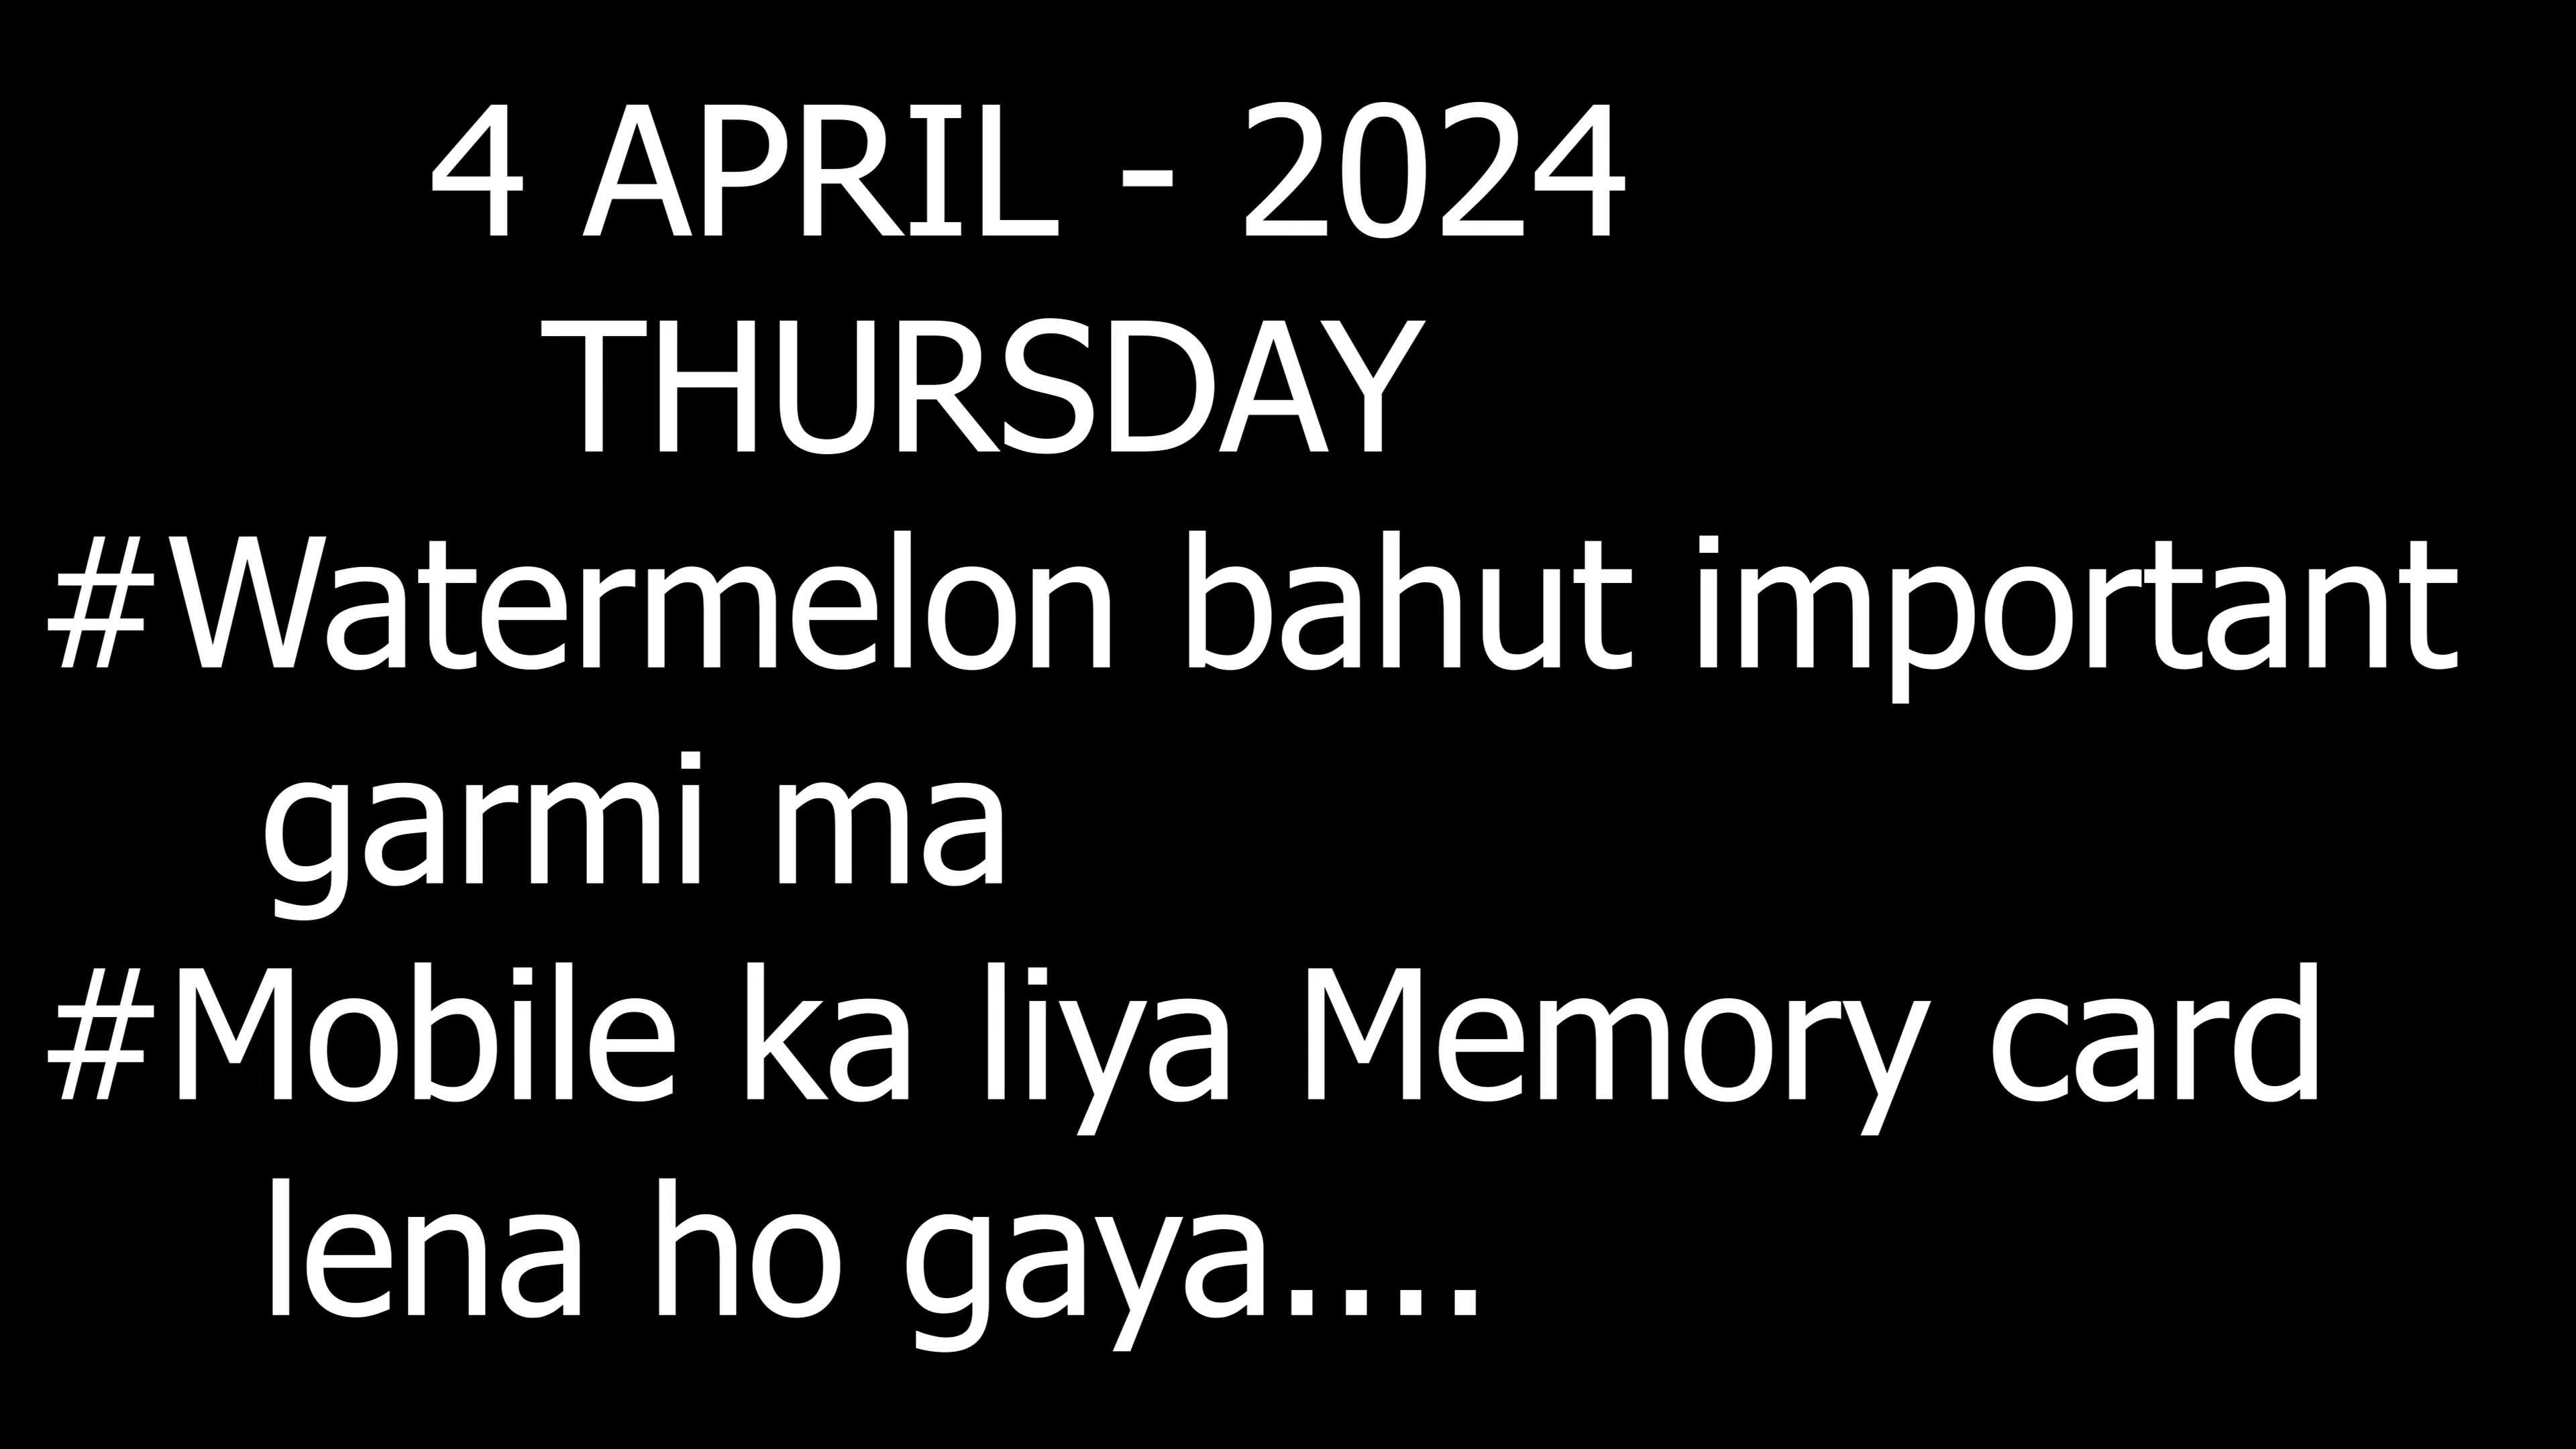 4 APRIL - 2024
THURSDAY
#Watermelon bahut important
garmi ma
#Mobile ka liya Memory card
lena ho gaya....